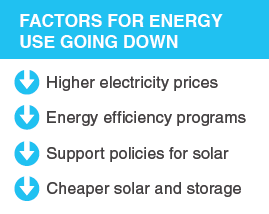 FACTORS FOR ENERGY
USE GOING DOWN
Higher electricity prices
Energy efficiency programs
Support policies for solar
Cheaper solar and storage